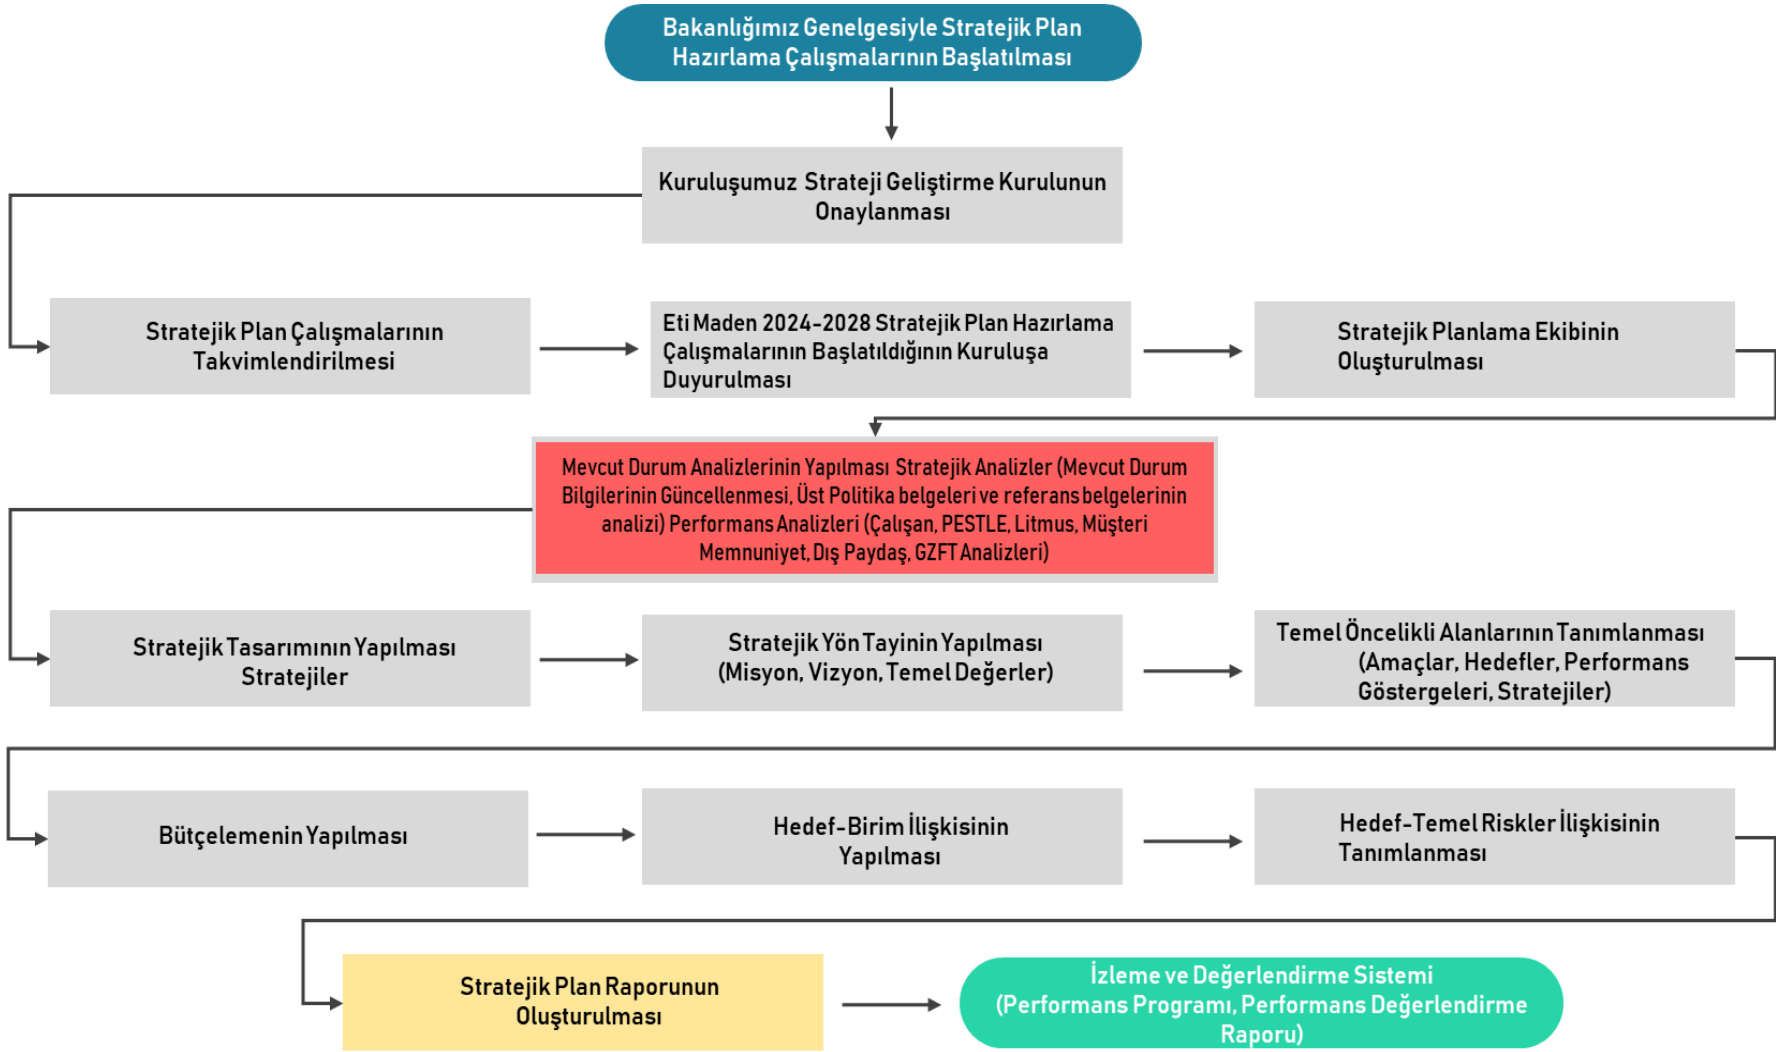 Bakanlığımız Genelgesiyle Stratejik Plan
Hazırlama Çalışmalarının Başlatılması
Kuruluşumuz Strateji Geliştirme Kurulunun
Onaylanması
Stratejik Plan Çalışmalarının
Takvimlendirilmesi
Eti Maden 2024-2028 Stratejik Plan Hazırlama
Çalışmalarının Başlatıldığının Kuruluşa
Duyurulması
Stratejik Planlama Ekibinin
Oluşturulması
Mevcut Durum Analizlerinin Yapılması Stratejik Analizler (Mevcut Durum
Bilgilerinin Güncellenmesi, Üst Politika belgeleri ve referans belgelerinin
analizi) Performans Analizleri (Çalışan, PESTLE, Litmus, Müşteri
Memnuniyet, Dış Paydaş, GZFT Analizleri)
Stratejik Tasarımının Yapılması
Stratejiler
Stratejik Yön Tayinin Yapılması
(Misyon, Vizyon, Temel Değerler)
Temel Öncelikli Alanlarının Tanımlanması
(Amaçlar, Hedefler, Performans
Göstergeleri, Stratejiler)
Bütçelemenin Yapılması
Hedef-Birim İlişkisinin
Yapılması
Hedef-Temel Riskler İlişkisinin
Tanımlanması
Stratejik Plan Raporunun
Oluşturulması
İzleme ve Değerlendirme Sistemi
(Performans Programı, Performans Değerlendirme
Raporu)